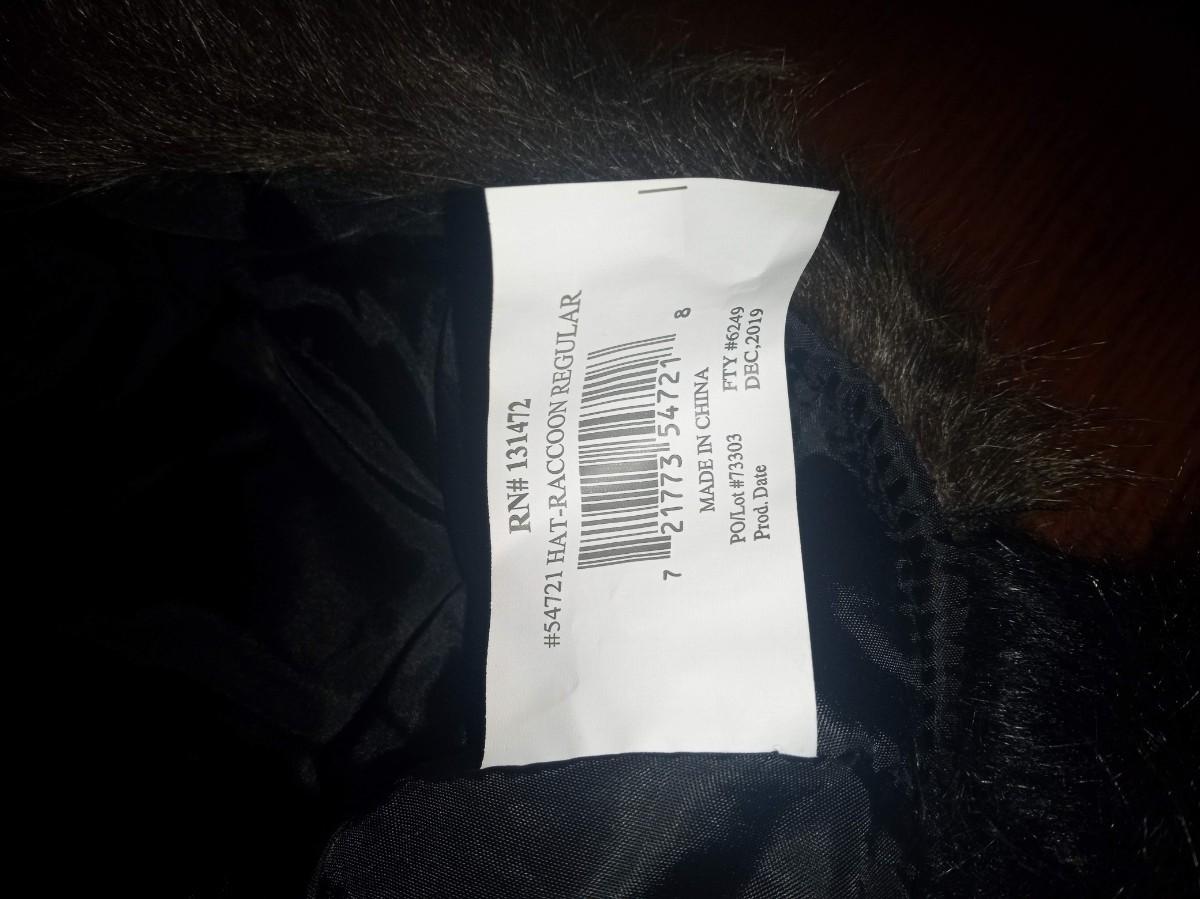 RN# 131472
#54721 HAT-RACCOON REGULAR
7 21773 54721 8
MADE IN CHINA
PO/Lot #73303 FTY #6249
Prod. Date DEC,2019